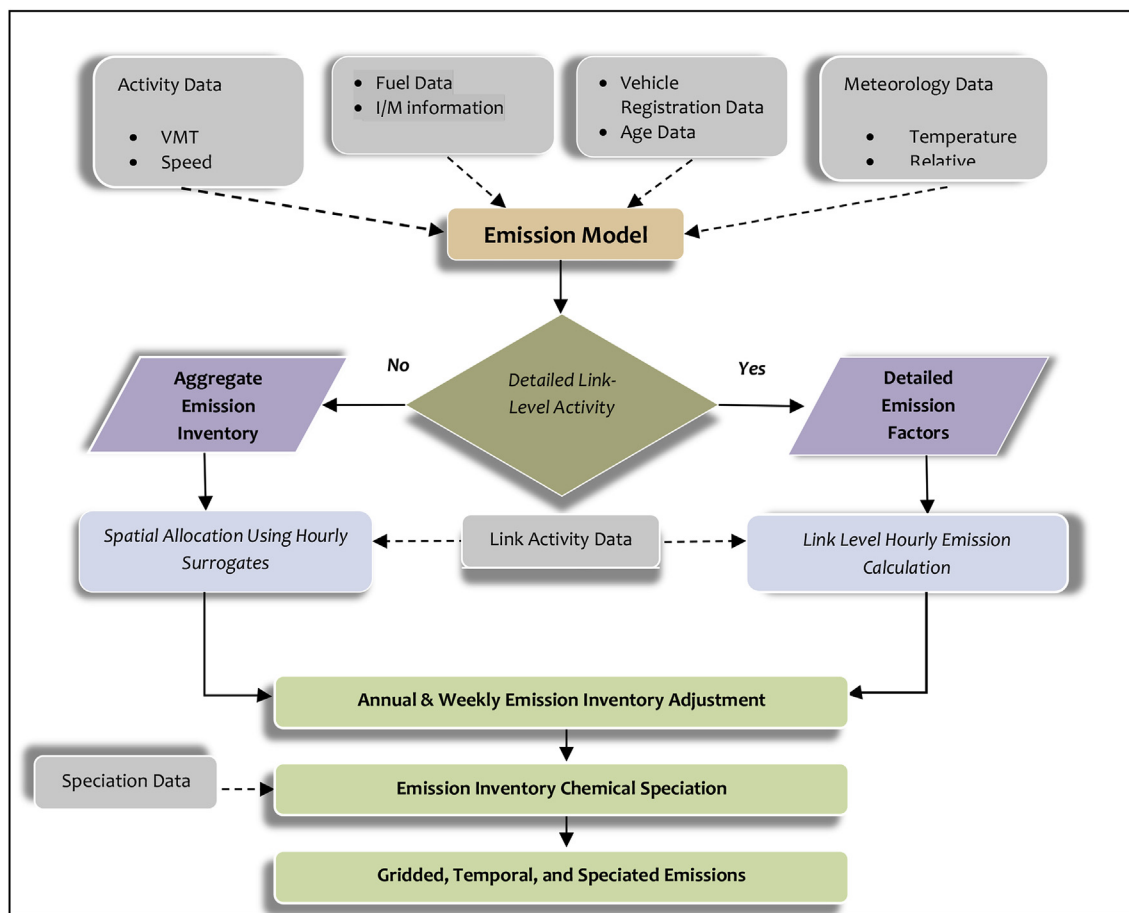 Activity Data
• VMT
• Speed
• Fuel Data
• I/M information
• Vehicle
Registration Data
• Age Data
Meteorology Data
• Temperature
• Relative
Emission Model
Detailed Link-
Level Activity
No
Yes
Aggregate
Emission
Inventory
Detailed
Emission
Factors
Spatial Allocation Using Hourly
Surrogates
Link Activity Data
Link Level Hourly Emission
Calculation
Annual & Weekly Emission Inventory Adjustment
Speciation Data
Emission Inventory Chemical Speciation
Gridded, Temporal, and Speciated Emissions